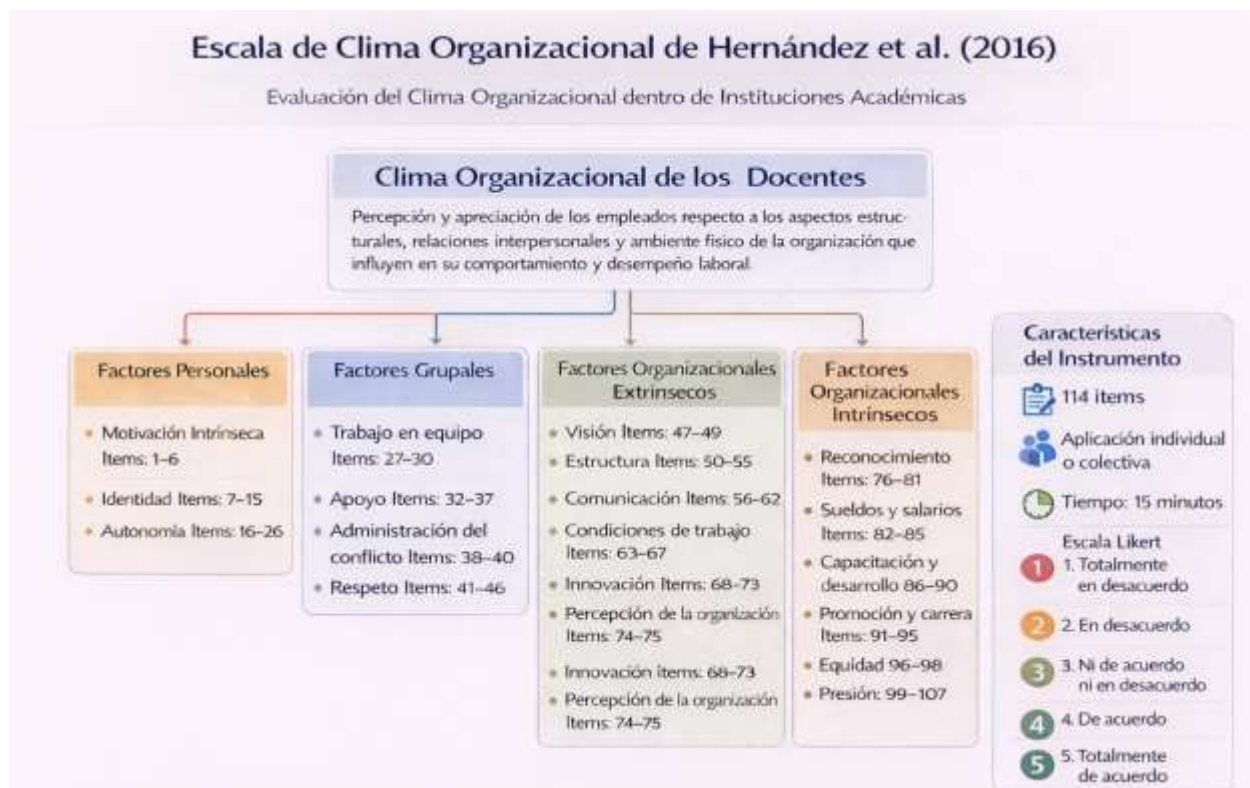 Escala de Clima Organizacional de Hernández et al. (2016)
Evaluación del Clima Organizacional dentro de Instituciones Académicas
Clima Organizacional de los Docentes
Percepción y apreciación de los empleados respecto a los aspectos estruc-
turales, relaciones interpersonales y ambiente físico de la organización que
influyen en su comportamiento y desempeño laboral.
Factores Personales
• Motivación Intrínseca
Items: 1–6
• Identidad Items: 7–15
• Autonomía Items: 16–26
Factores Grupales
• Trabajo en equipo
Items: 27–30
• Apoyo Items: 32–37
• Administración del
conflicto Items: 38–40
• Respeto Items: 41–46
Factores Organizacionales
Extrínsecos
• Visión Items: 47–49
• Estructura Items: 50–55
• Comunicación Items: 56–62
• Condiciones de trabajo
Items: 63–67
• Innovación Items: 68–73
• Percepción de la organización
Items: 74–75
• Innovación items: 68–73
• Percepción de la organización
Items: 74–75
Factores
Organizacionales
Intrínsecos
• Reconocimiento
Items: 76–81
• Sueldos y salarios
Items: 82–85
• Capacitación y
desarrollo 86–90
• Promoción y carrera
Items: 91–95
• Equidad 96–98
• Presión: 99–107
Características
del Instrumento
114 items
Aplicación individual
o colectiva
Tiempo: 15 minutos
Escala Likert
1 1. Totalmente
en desacuerdo
2 2. En desacuerdo
3 3. Ni de acuerdo
ni en desacuerdo
4 4. De acuerdo
5 5. Totalmente
de acuerdo